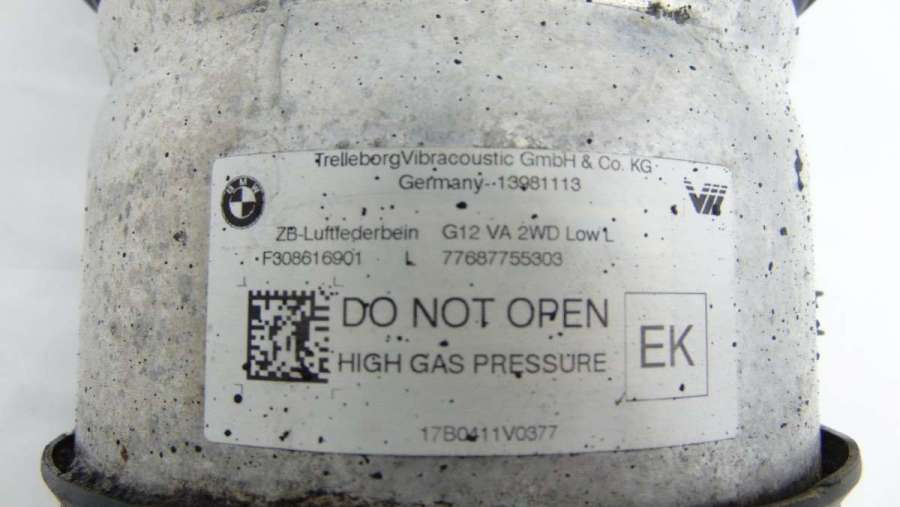 TrelleborgVibracoustic GmbH & Co. KG
Germany--13981113
BMW
ZB-Luftfederbein G12 VA 2WD Low L
F308616901 L 77687755303
DO NOT OPEN
EK
HIGH GAS PRESSURE
17B0411V0377